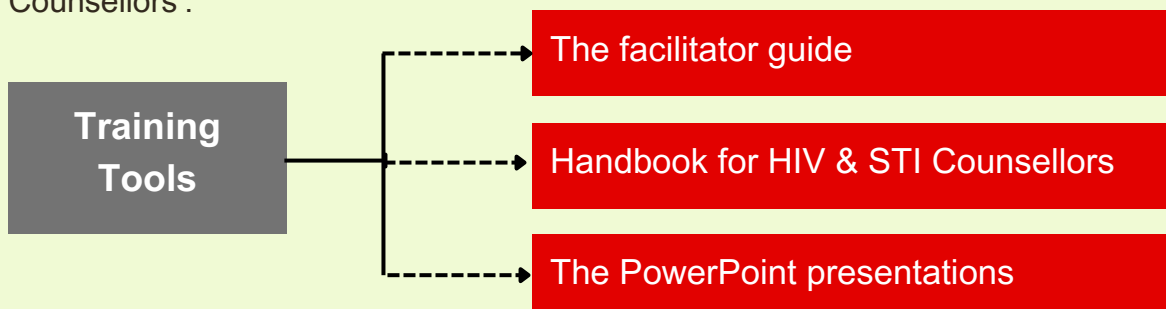 Counsellors :
The facilitator guide
Training
Tools
Handbook for HIV & STI Counsellors
The PowerPoint presentations